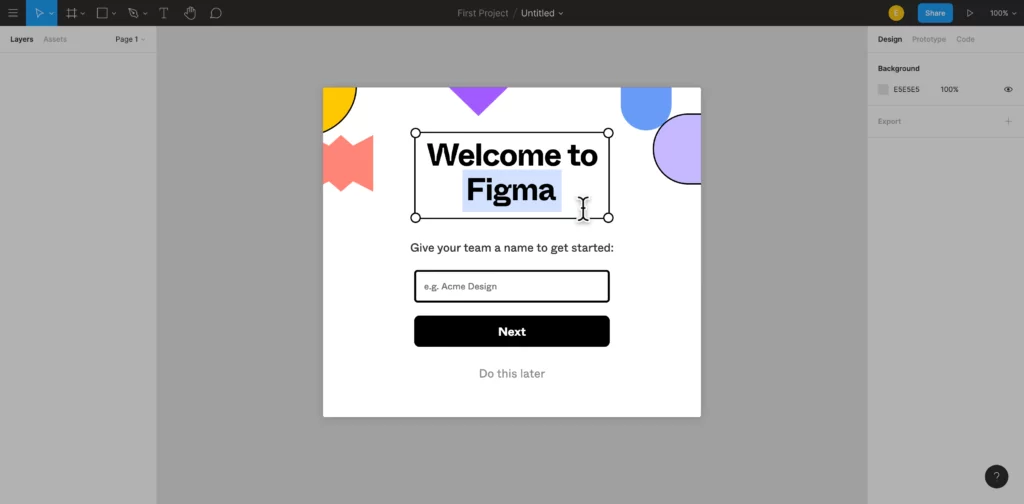 First Project / Untitled
E
Share
100%
Layers
Assets
Page 1
Design
Prototype
Code
Background
E5E5E5
100%
Export
Welcome to
Figma
Give your team a name to get started:
e.g. Acme Design
Next
Do this later
?